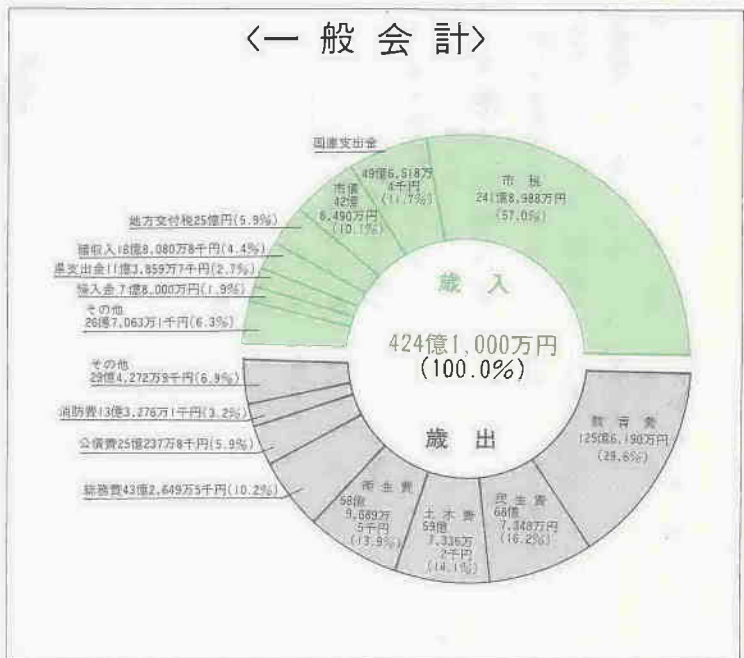 〈一般会計〉
国庫支出金
49億6,518万
4千円
(11.7%)
市税
241億8,988万円
(57.0%)
市債
42億
8,490万円
(10.1%)
地方交付税25億円(5.9%)
諸収入18億8,080万8千円(4.4%)
県支出金11億3,859万7千円(2.7%)
繰入金7億8,000万円(1.9%)
その他
26億7,063万1千円(6.3%)
歳入
424億1,000万円
(100.0%)
歳出
その他
29億4,272万9千円(6.9%)
消防費13億3,276万1千円(3.2%)
公債費25億237万8千円(5.9%)
総務費43億2,649万5千円(10.2%)
衛生費
58億
9,689万
5千円
(13.9%)
土木費
59億
7,336万
2千円
(14.1%)
民生費
68億
7,348万円
(16.2%)
教育費
125億6,190万円
(29.6%)